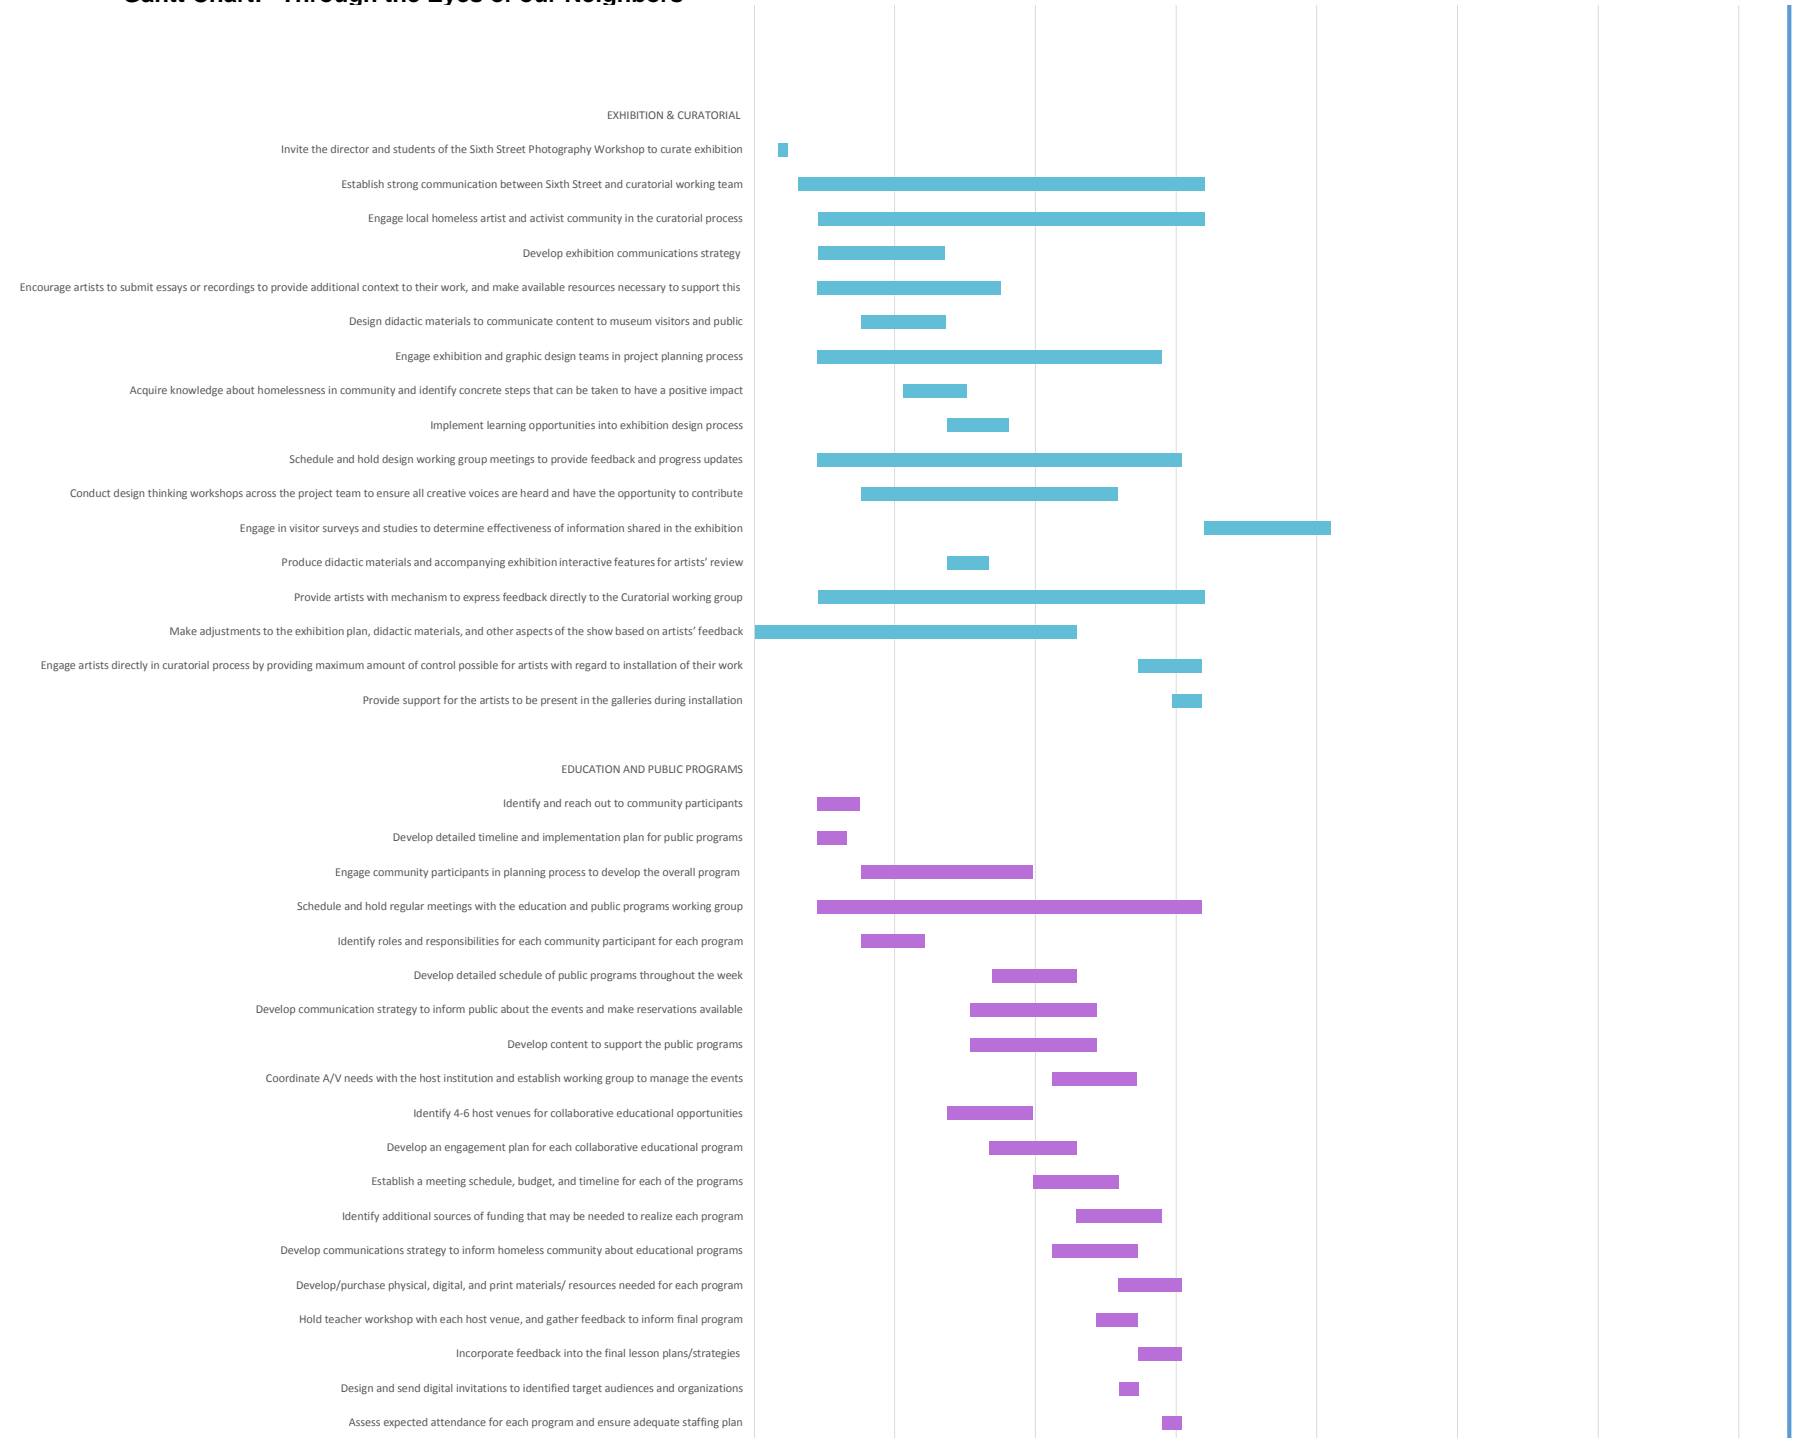 Gantt Chart: "Through the Eyes of our Neighbors"
EXHIBITION & CURATORIAL
Invite the director and students of the Sixth Street Photography Workshop to curate exhibition
Establish strong communication between Sixth Street and curatorial working team
Engage local homeless artist and activist community in the curatorial process
Develop exhibition communications strategy
Encourage artists to submit essays or recordings to provide additional context to their work, and make available resources necessary to support this
Design didactic materials to communicate content to museum visitors and public
Engage exhibition and graphic design teams in project planning process
Acquire knowledge about homelessness in community and identify concrete steps that can be taken to have a positive impact
Implement learning opportunities into exhibition design process
Schedule and hold design working group meetings to provide feedback and progress updates
Conduct design thinking workshops across the project team to ensure all creative voices are heard and have the opportunity to contribute
Engage in visitor surveys and studies to determine effectiveness of information shared in the exhibition
Produce didactic materials and accompanying exhibition interactive features for artists' review
Provide artists with mechanism to express feedback directly to the Curatorial working group
Make adjustments to the exhibition plan, didactic materials, and other aspects of the show based on artists' feedback
Engage artists directly in curatorial process by providing maximum amount of control possible for artists with regard to installation of their work
Provide support for the artists to be present in the galleries during installation
EDUCATION AND PUBLIC PROGRAMS
Identify and reach out to community participants
Develop detailed timeline and implementation plan for public programs
Engage community participants in planning process to develop the overall program
Schedule and hold regular meetings with the education and public programs working group
Identify roles and responsibilities for each community participant for each program
Develop detailed schedule of public programs throughout the week
Develop communication strategy to inform public about the events and make reservations available
Develop content to support the public programs
Coordinate A/V needs with the host institution and establish working group to manage the events
Identify 4-6 host venues for collaborative educational opportunities
Develop an engagement plan for each collaborative educational program
Establish a meeting schedule, budget, and timeline for each of the programs
Identify additional sources of funding that may be needed to realize each program
Develop communications strategy to inform homeless community about educational programs
Develop/purchase physical, digital, and print materials/ resources needed for each program
Hold teacher workshop with each host venue, and gather feedback to inform final program
Incorporate feedback into the final lesson plans/strategies
Design and send digital invitations to identified target audiences and organizations
Assess expected attendance for each program and ensure adequate staffing plan